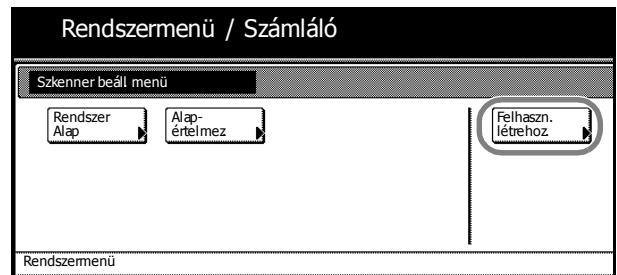 Rendszermenü / Számláló
Szkenner beáll menü
Rendszer
Alap
Alap-
értelmez
Felhaszn.
létrehoz.
Rendszermenü